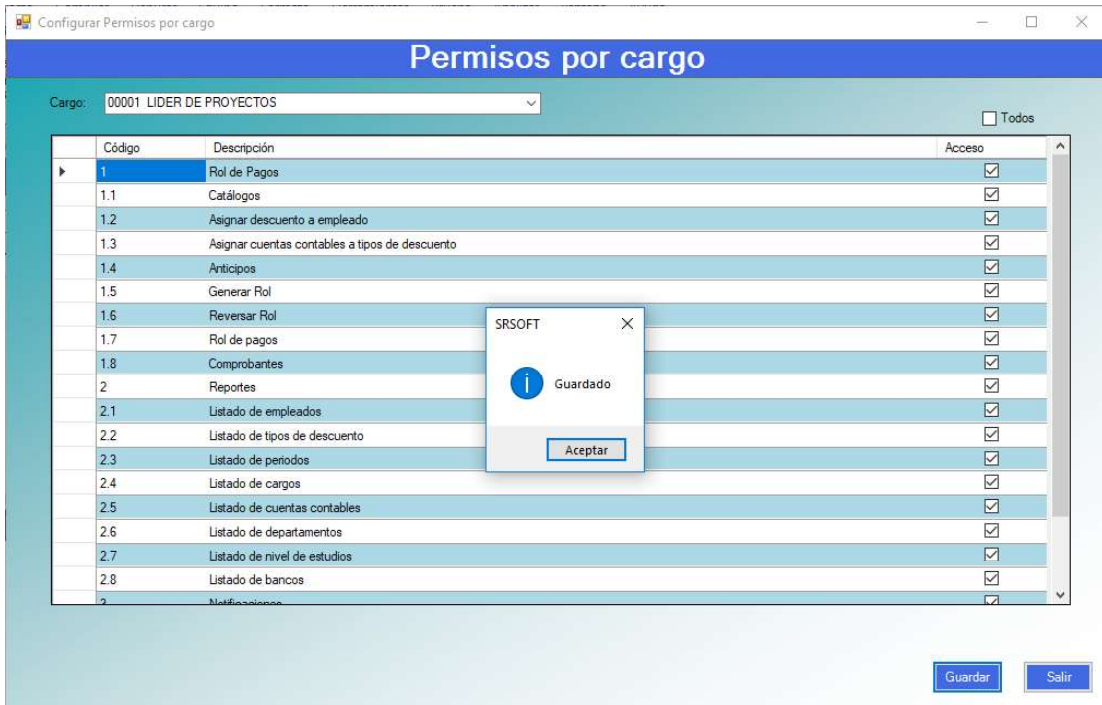 Configurar Permisos por cargo
Permisos por cargo
Cargo: 00001 LIDER DE PROYECTOS
Todos
Código Descripción Acceso
1 Rol de Pagos
1.1 Catálogos
1.2 Asignar descuento a empleado
1.3 Asignar cuentas contables a tipos de descuento
1.4 Anticipos
1.5 Generar Rol
1.6 Reversar Rol
1.7 Rol de pagos
1.8 Comprobantes
2 Reportes
2.1 Listado de empleados
2.2 Listado de tipos de descuento
2.3 Listado de periodos
2.4 Listado de cargos
2.5 Listado de cuentas contables
2.6 Listado de departamentos
2.7 Listado de nivel de estudios
2.8 Listado de bancos
3 Notificaciones
SRSOFT
Guardado
Aceptar
Guardar Salir